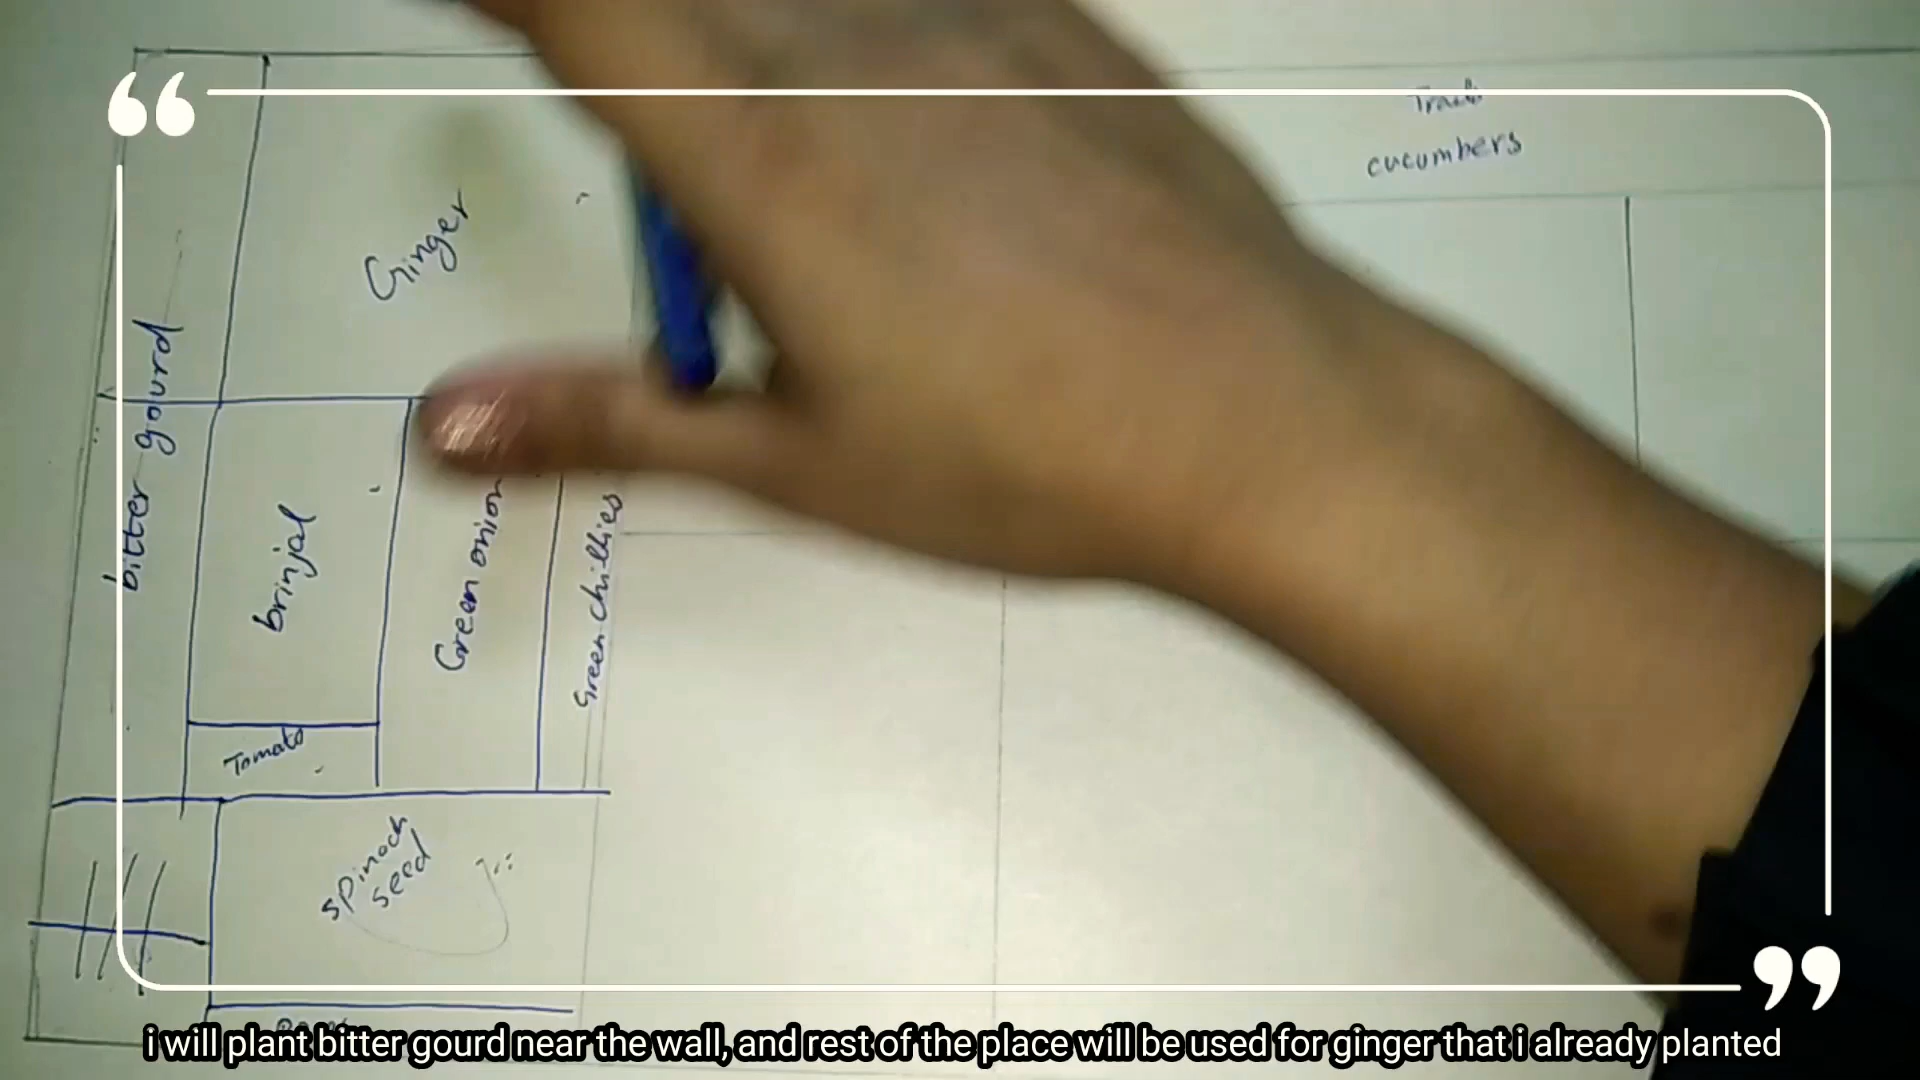 Ginger
bitter gourd
brinjal
Green onion
Green chillies
Tomato
spinach
seed
cucumbers
i will plant bitter gourd near the wall, and rest of the place will be used for ginger that i already planted